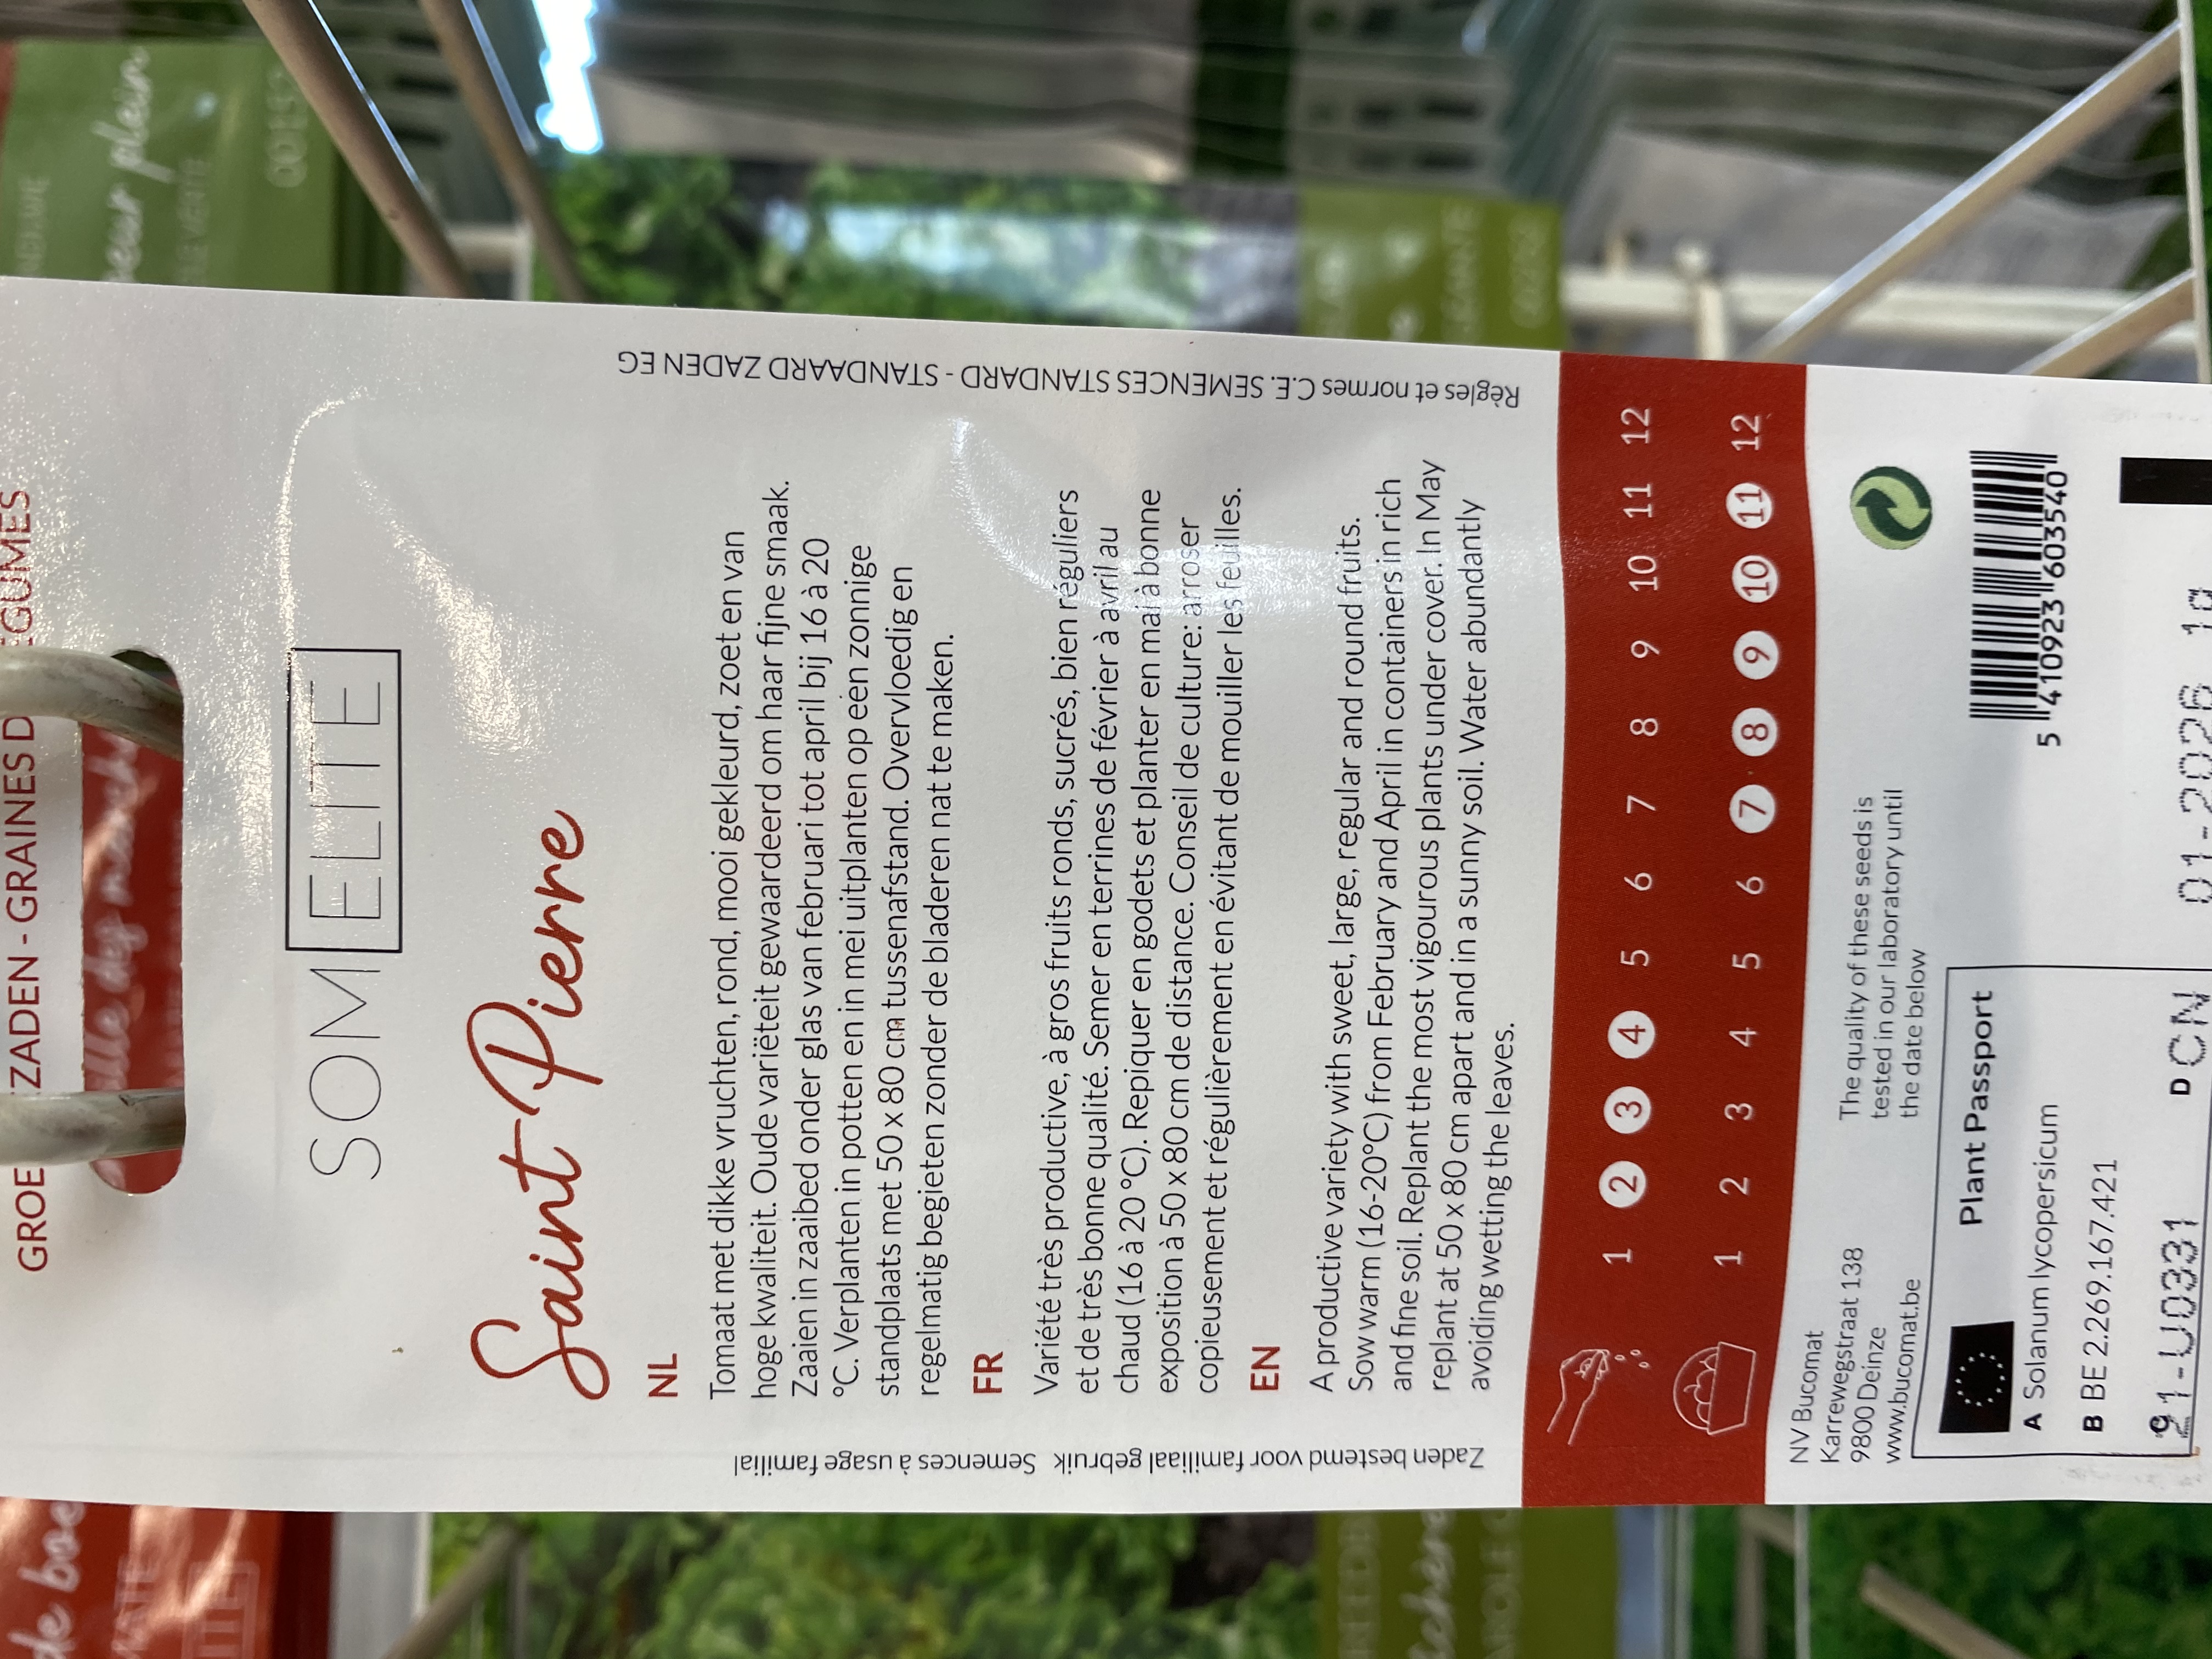 GROE ZADEN - GRAINES D EGUMES
SOMELITE
Saint-Pierre
NL
Tomaat met dikke vruchten, rond, mooi gekleurd, zoet en van
hoge kwaliteit. Oude variëteit gewaardeerd om haar fijne smaak.
Zaaien in zaaibed onder glas van februari tot april bij 16 à 20
°C. Verplanten in potten en in mei uitplanten op een zonnige
standplaats met 50 x 80 cm tussenafstand. Overvloedig en
regelmatig begieten zonder de bladeren nat te maken.
FR
Variété très productive, à gros fruits ronds, sucrés, bien réguliers
et de très bonne qualité. Semer en terrines de février à avril au
chaud (16 à 20 °C). Repiquer en godets et planter en mai à bonne
exposition à 50 x 80 cm de distance. Conseil de culture: arroser
copieusement et régulièrement en évitant de mouiller les feuilles.
EN
A productive variety with sweet, large, regular and round fruits.
Sow warm (16-20°C) from February and April in containers in rich
and fine soil. Replant the most vigourous plants under cover. In May
replant at 50 x 80 cm apart and in a sunny soil. Water abundantly
avoiding wetting the leaves.
Zaden bestemd voor familiaal gebruik Semences à usage familial
Règles et normes C.E. SEMENCES STANDARD - STANDAARD ZADEN EG
1 2 3 4 5 6 7 8 9 10 11 12
1 2 3 4 5 6 7 8 9 10 11 12
NV Bucomat
Karrewegstraat 138
9800 Deinze
www.bucomat.be
The quality of these seeds is
tested in our laboratory until
the date below
Plant Passport
A Solanum lycopersicum
B BE 2.269.167.421
D CN
5 410923 603540
01-2026 1g
coeur plein
00153
de boe